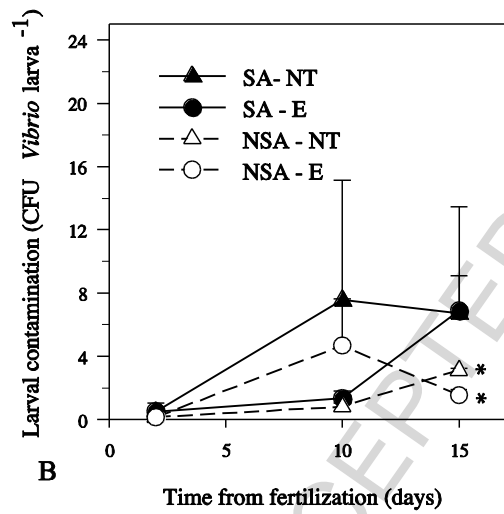 24
20
16
12
8
4
0
Larval contamination (CFU Vibrio larva -1)
SA- NT
SA - E
NSA - NT
NSA - E
*
*
0 5 10 15
B
Time from fertilization (days)
CEPTE